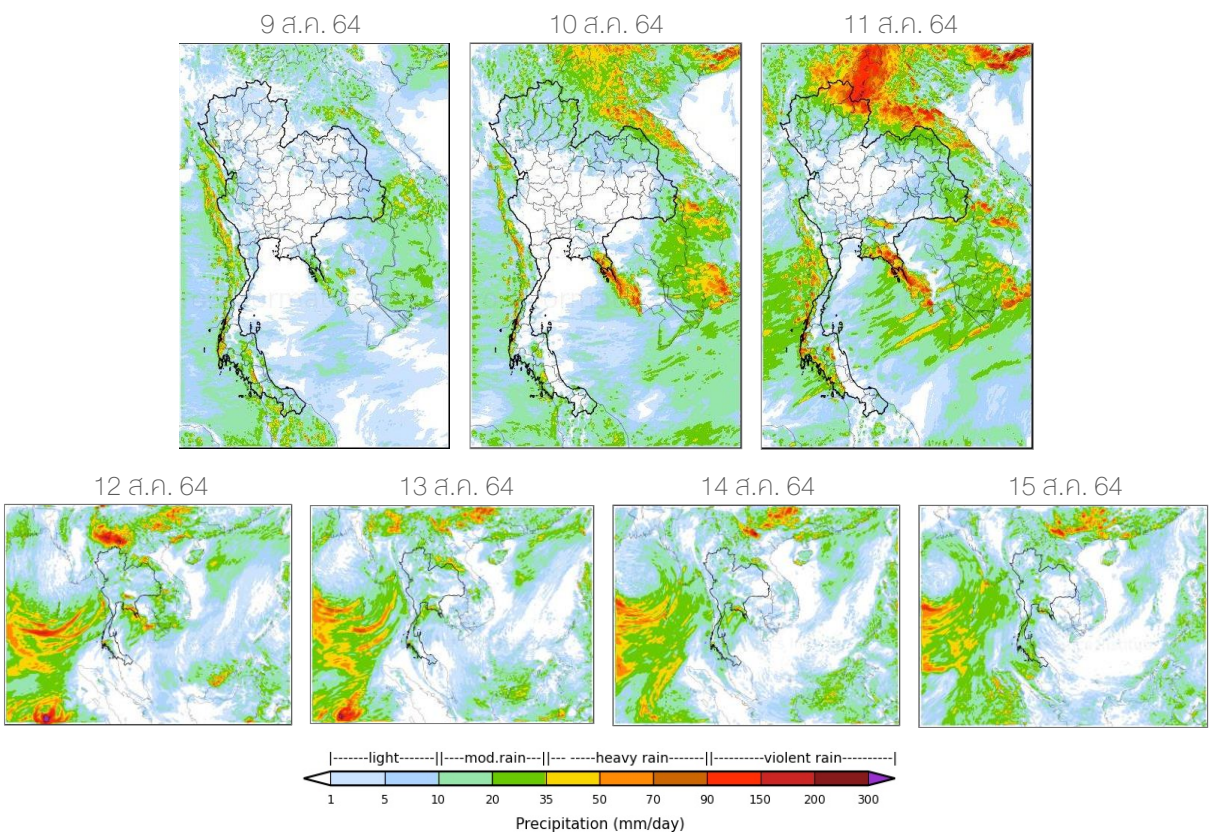 9 ส.ค. 64
10 ส.ค. 64
11 ส.ค. 64
12 ส.ค. 64
13 ส.ค. 64
14 ส.ค. 64
15 ส.ค. 64
|-------light------||----mod.rain---||--- -----heavy rain-------||---------violent rain---------|
1 5 10 20 35 50 70 90 150 200 300
Precipitation (mm/day)